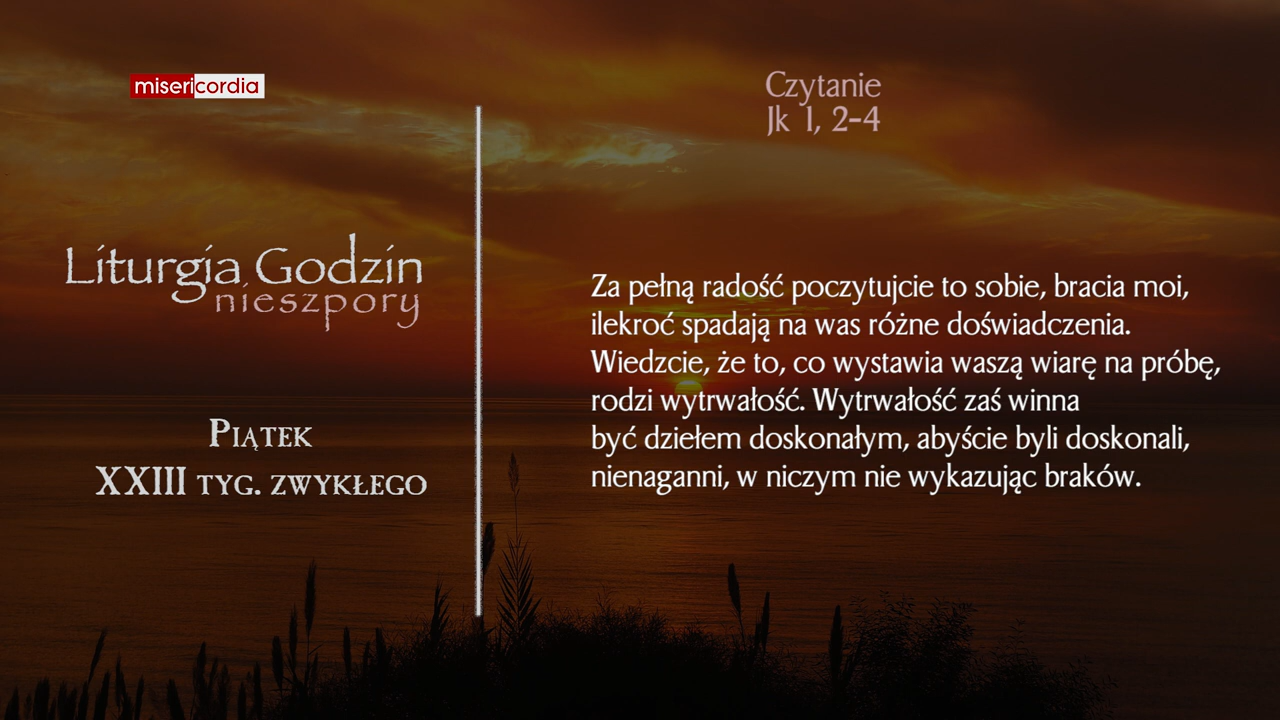 misericordia
Liturgia Godzin
nieszpory
Piątek
XXIII tyg. zwykłego
Czytanie
Jk 1, 2-4
Za pełną radość poczytujcie to sobie, bracia moi,
ilekroć spadają na was różne doświadczenia.
Wiedzcie, że to, co wystawia waszą wiarę na próbę,
rodzi wytrwałość. Wytrwałość zaś winna
być dziełem doskonałym, abyście byli doskonali,
nienaganni, w niczym nie wykazując braków.